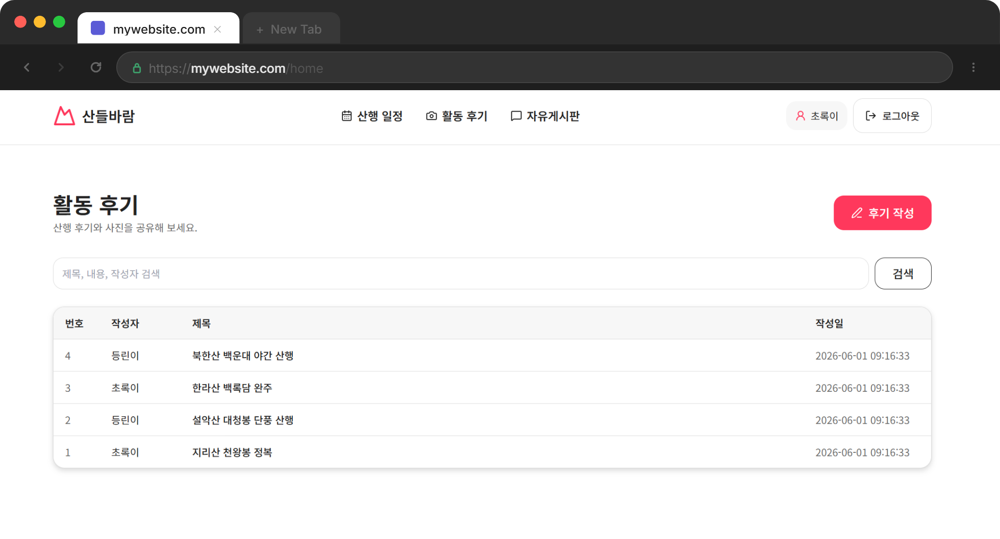 mywebsite.com
+ New Tab
https://mywebsite.com/home
산들바람
산행 일정
활동 후기
자유게시판
초록이
로그아웃
활동 후기
산행 후기와 사진을 공유해 보세요.
후기 작성
제목, 내용, 작성자 검색
검색
번호 작성자 제목 작성일
4 등린이 북한산 백운대 야간 산행 2026-06-01 09:16:33
3 초록이 한라산 백록담 완주 2026-06-01 09:16:33
2 등린이 설악산 대청봉 단풍 산행 2026-06-01 09:16:33
1 초록이 지리산 천왕봉 정복 2026-06-01 09:16:33